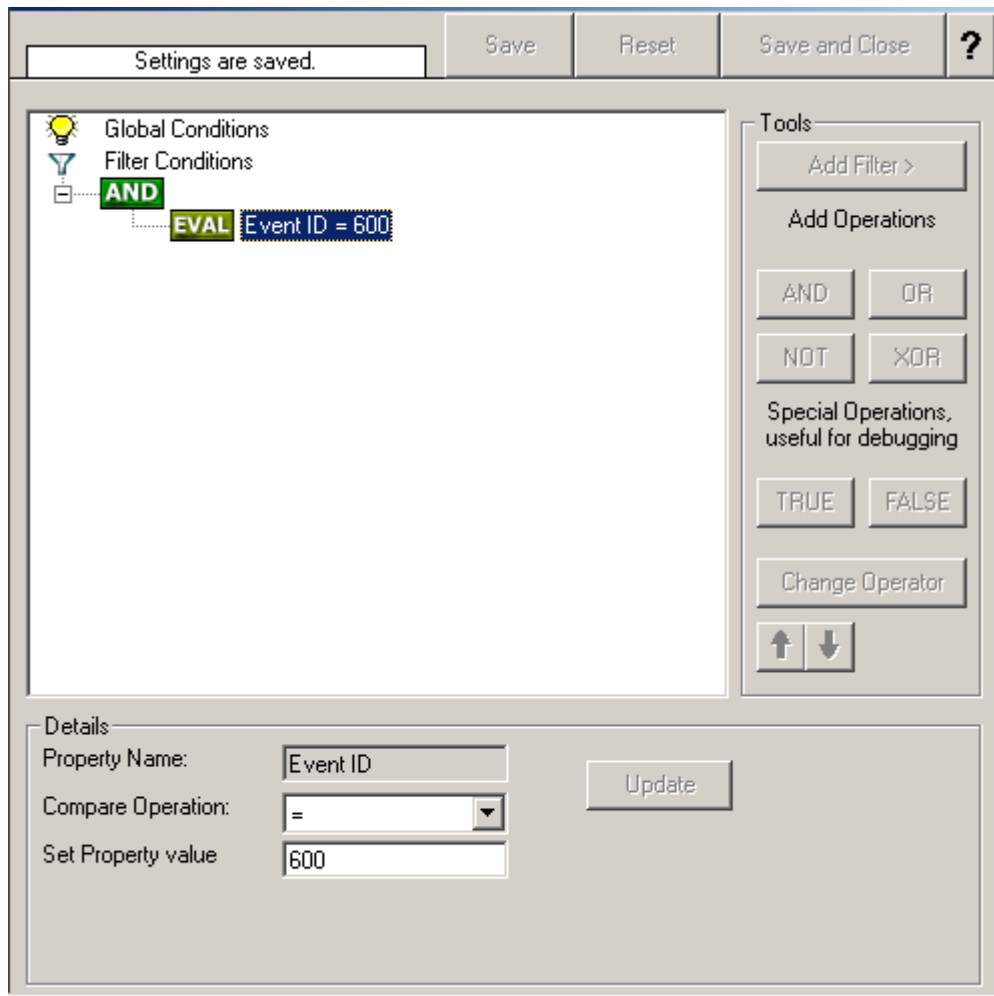 Settings are saved.
Save
Reset
Save and Close
?
Global Conditions
Filter Conditions
AND
EVAL Event ID = 600
Tools
Add Filter >
Add Operations
AND
OR
NOT
XOR
Special Operations,
useful for debugging
TRUE
FALSE
Change Operator
Details
Property Name:
Event ID
Update
Compare Operation:
=
Set Property value
600